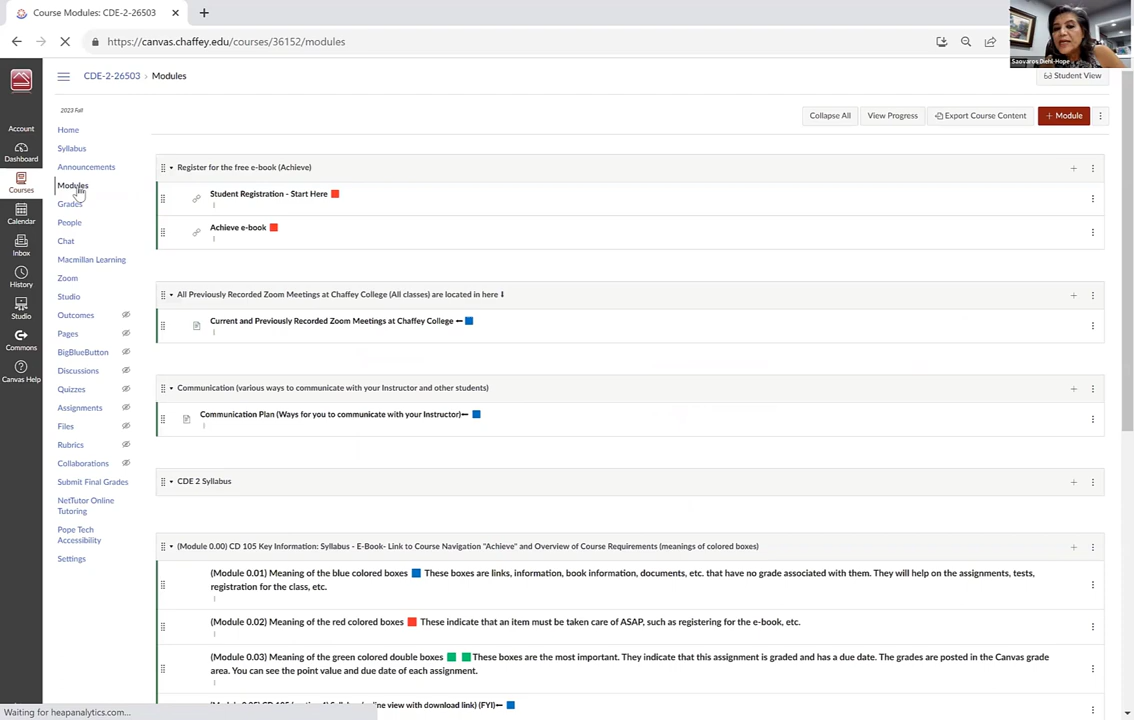 Course Modules: CDE-2-26503
https://canvas.chaffey.edu/courses/36152/modules
Saovaros Diehl-Hope
CDE-2-26503 › Modules
Student View
2023 Fall
Collapse All
View Progress
Export Course Content
+ Module
Account
Dashboard
Courses
Calendar
Inbox
History
Studio
Commons
Canvas Help
Home
Syllabus
Announcements
Modules
Grades
People
Chat
Macmillan Learning
Zoom
Studio
Outcomes
Pages
BigBlueButton
Discussions
Quizzes
Assignments
Files
Rubrics
Collaborations
Submit Final Grades
NetTutor Online
Tutoring
Pope Tech
Accessibility
Settings
Register for the free e-book (Achieve)
Student Registration - Start Here
Achieve e-book
All Previously Recorded Zoom Meetings at Chaffey College (All classes) are located in here
Current and Previously Recorded Zoom Meetings at Chaffey College
Communication (various ways to communicate with your Instructor and other students)
Communication Plan (Ways for you to communicate with your Instructor)
CDE 2 Syllabus
(Module 0.00) CD 105 Key Information: Syllabus - E-Book- Link to Course Navigation "Achieve" and Overview of Course Requirements (meanings of colored boxes)
(Module 0.01) Meaning of the blue colored boxes These boxes are links, information, book information, documents, etc. that have no grade associated with them. They will help on the assignments, tests,
registration for the class, etc.
(Module 0.02) Meaning of the red colored boxes These indicate that an item must be taken care of ASAP, such as registering for the e-book, etc.
(Module 0.03) Meaning of the green colored double boxes These boxes are the most important. They indicate that this assignment is graded and has a due date. The grades are posted in the Canvas grade
area. You can see the point value and due date of each assignment.
view with download link) (FYI)
Waiting for heapanalytics.com...